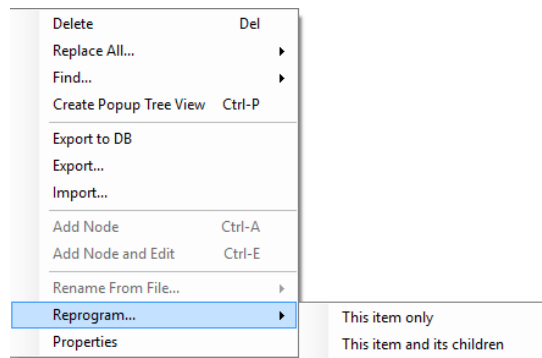 Delete Del
Replace All...
Find...
Create Popup Tree View Ctrl-P
Export to DB
Export...
Import...
Add Node Ctrl-A
Add Node and Edit Ctrl-E
Rename From File...
Reprogram... This item only
Properties This item and its children